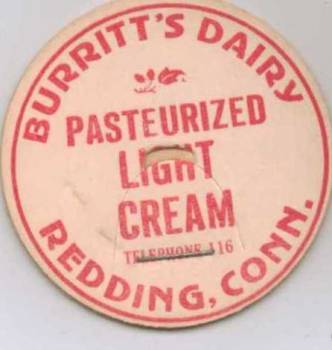 BURRITT'S DAIRY
PASTEURIZED
LIGHT
CREAM
TELEPHONE 116
REDDING, CONN.